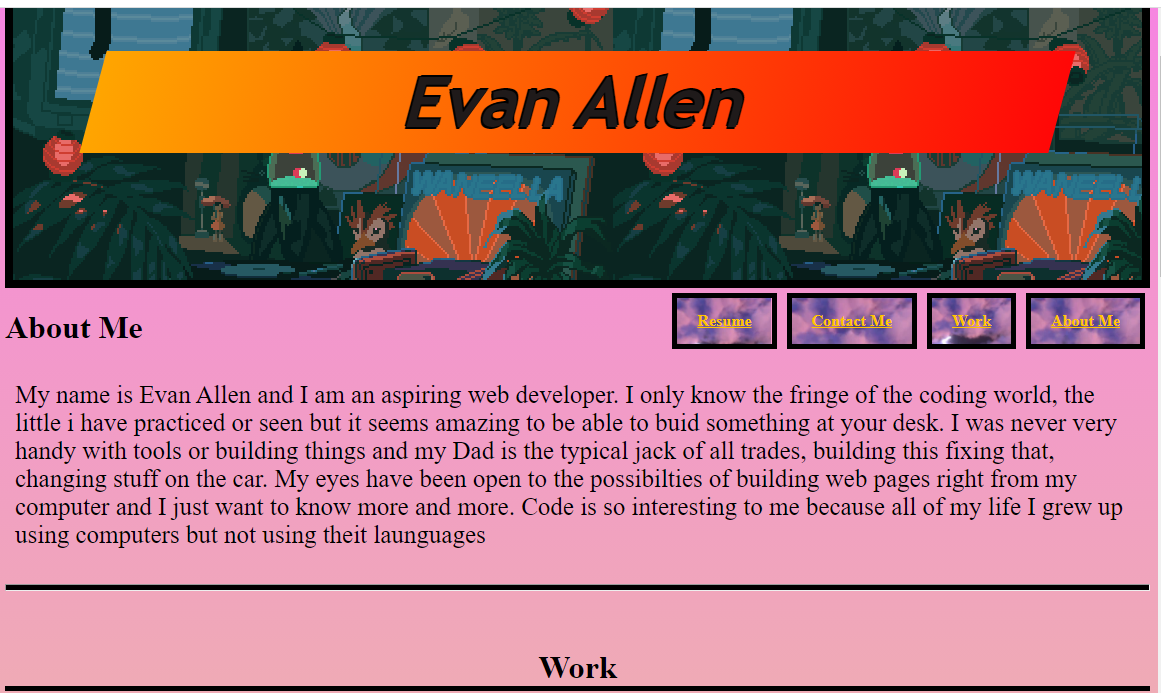 Evan Allen
Resume
Contact Me
Work
About Me
About Me
My name is Evan Allen and I am an aspiring web developer. I only know the fringe of the coding world, the
little i have practiced or seen but it seems amazing to be able to buid something at your desk. I was never very
handy with tools or building things and my Dad is the typical jack of all trades, building this fixing that,
changing stuff on the car. My eyes have been open to the possibilties of building web pages right from my
computer and I just want to know more and more. Code is so interesting to me because all of my life I grew up
using computers but not using theit launguages
Work